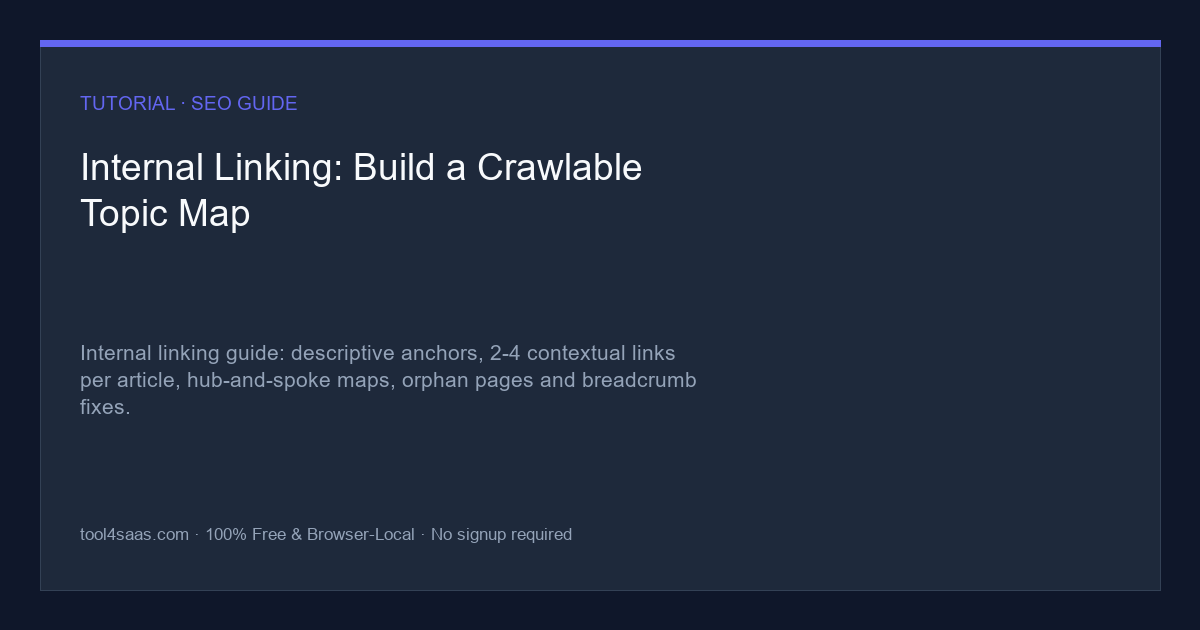 TUTORIAL · SEO GUIDE
Internal Linking: Build a Crawlable
Topic Map
Internal linking guide: descriptive anchors, 2-4 contextual links
per article, hub-and-spoke maps, orphan pages and breadcrumb
fixes.
tool4saas.com · 100% Free & Browser-Local · No signup required